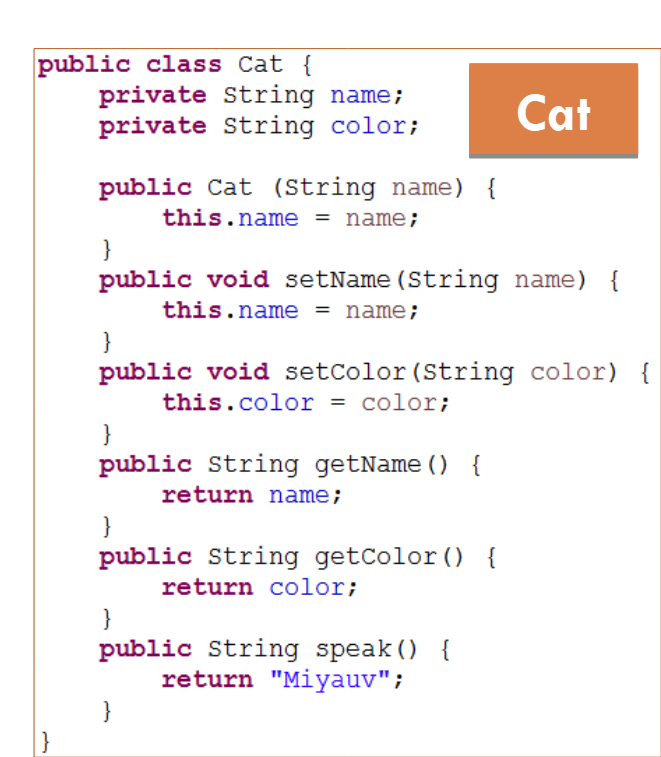 public class Cat {
    private String name;
    private String color;
Cat
    public Cat (String name) {
        this.name = name;
    }
    public void setName(String name) {
        this.name = name;
    }
    public void setColor(String color) {
        this.color = color;
    }
    public String getName() {
        return name;
    }
    public String getColor() {
        return color;
    }
    public String speak() {
        return "Miyauv";
    }
}